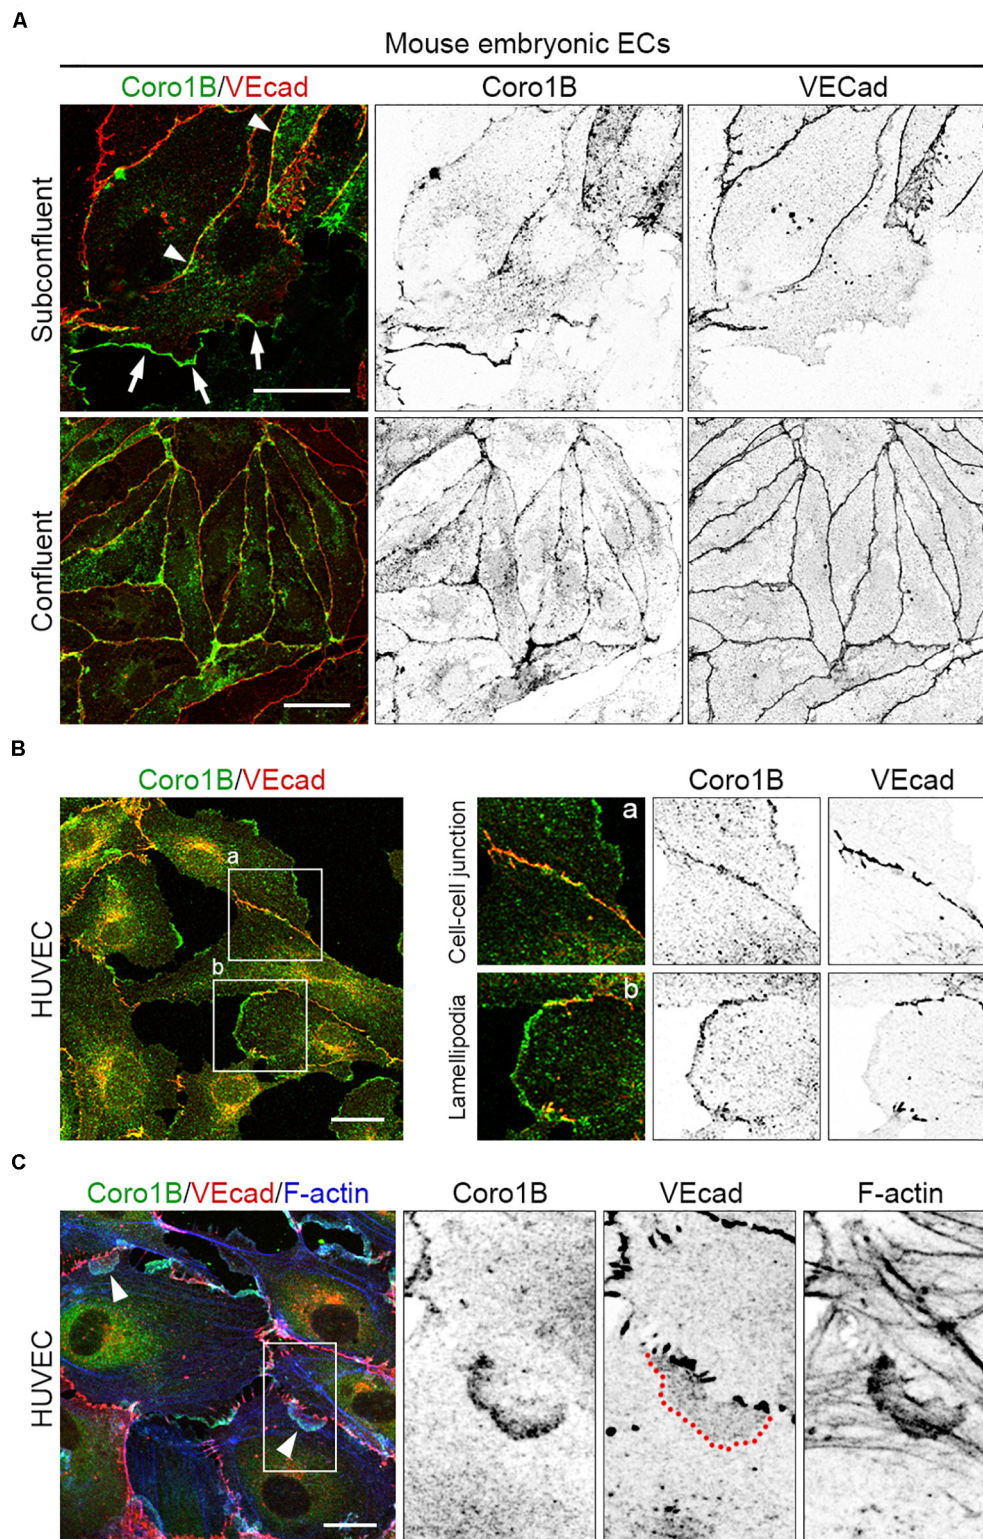 A
Mouse embryonic ECs
Coro1B/VEcad
Coro1B
VECad
Subconfluent
Confluent
B
Coro1B/VEcad
Coro1B
VEcad
HUVEC
a
b
Cell-cell junction
a
Lamellipodia
b
C
Coro1B/VEcad/F-actin
Coro1B
VEcad
F-actin
HUVEC